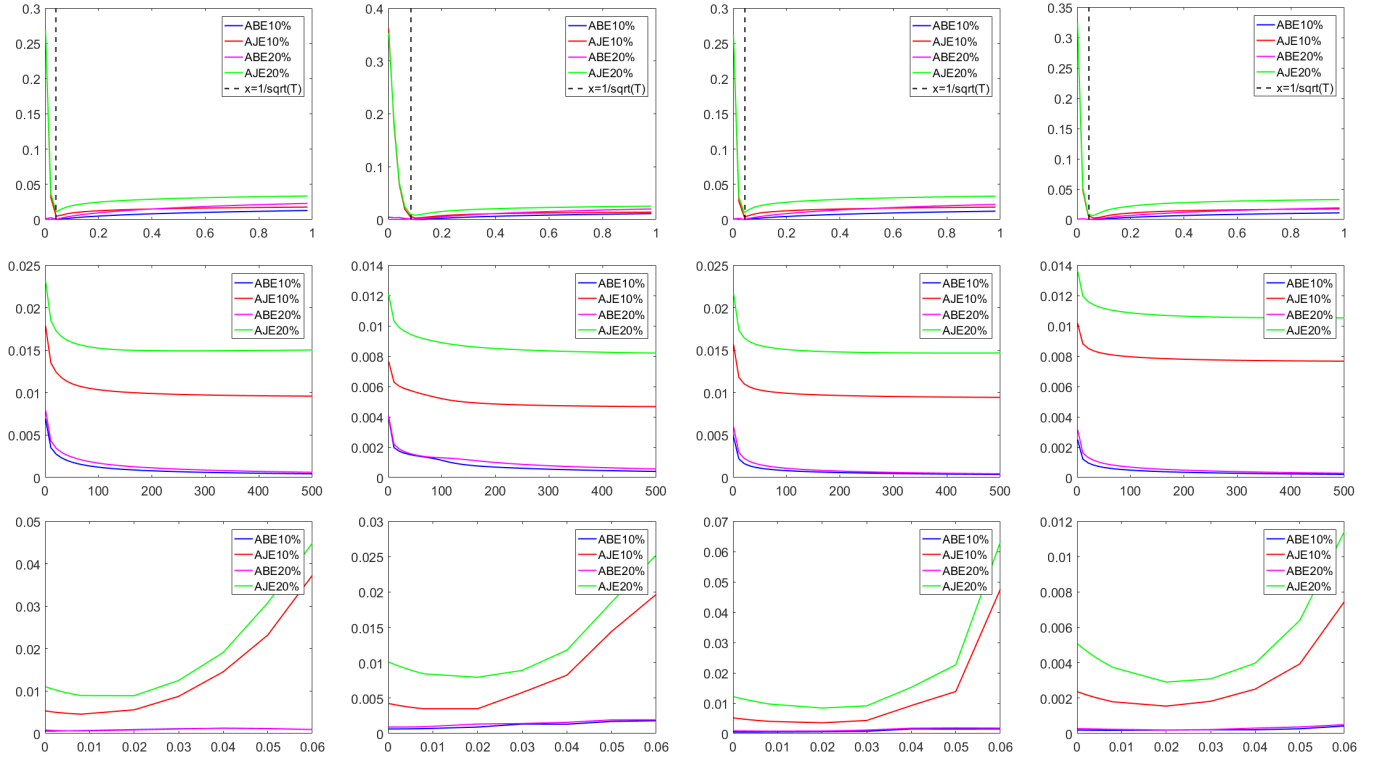 0.3
0.25
0.2
0.15
0.1
0.05
0
0 0.2 0.4 0.6 0.8 1
ABE10%
AJE10%
ABE20%
AJE20%
x=1/sqrt(T)
0.4
0.3
0.2
0.1
0
0 0.2 0.4 0.6 0.8 1
ABE10%
AJE10%
ABE20%
AJE20%
x=1/sqrt(T)
0.3
0.25
0.2
0.15
0.1
0.05
0
0 0.2 0.4 0.6 0.8 1
ABE10%
AJE10%
ABE20%
AJE20%
x=1/sqrt(T)
0.35
0.3
0.25
0.2
0.15
0.1
0.05
0
0 0.2 0.4 0.6 0.8 1
ABE10%
AJE10%
ABE20%
AJE20%
x=1/sqrt(T)
0.025
0.02
0.015
0.01
0.005
0
0 100 200 300 400 500
ABE10%
AJE10%
ABE20%
AJE20%
0.014
0.012
0.01
0.008
0.006
0.004
0.002
0
0 100 200 300 400 500
ABE10%
AJE10%
ABE20%
AJE20%
0.025
0.02
0.015
0.01
0.005
0
0 100 200 300 400 500
ABE10%
AJE10%
ABE20%
AJE20%
0.014
0.012
0.01
0.008
0.006
0.004
0.002
0
0 100 200 300 400 500
ABE10%
AJE10%
ABE20%
AJE20%
0.05
0.04
0.03
0.02
0.01
0
0 0.01 0.02 0.03 0.04 0.05 0.06
ABE10%
AJE10%
ABE20%
AJE20%
0.03
0.025
0.02
0.015
0.01
0.005
0
0 0.01 0.02 0.03 0.04 0.05 0.06
ABE10%
AJE10%
ABE20%
AJE20%
0.07
0.06
0.05
0.04
0.03
0.02
0.01
0
0 0.01 0.02 0.03 0.04 0.05 0.06
ABE10%
AJE10%
ABE20%
AJE20%
0.012
0.01
0.008
0.006
0.004
0.002
0
0 0.01 0.02 0.03 0.04 0.05 0.06
ABE10%
AJE10%
ABE20%
AJE20%